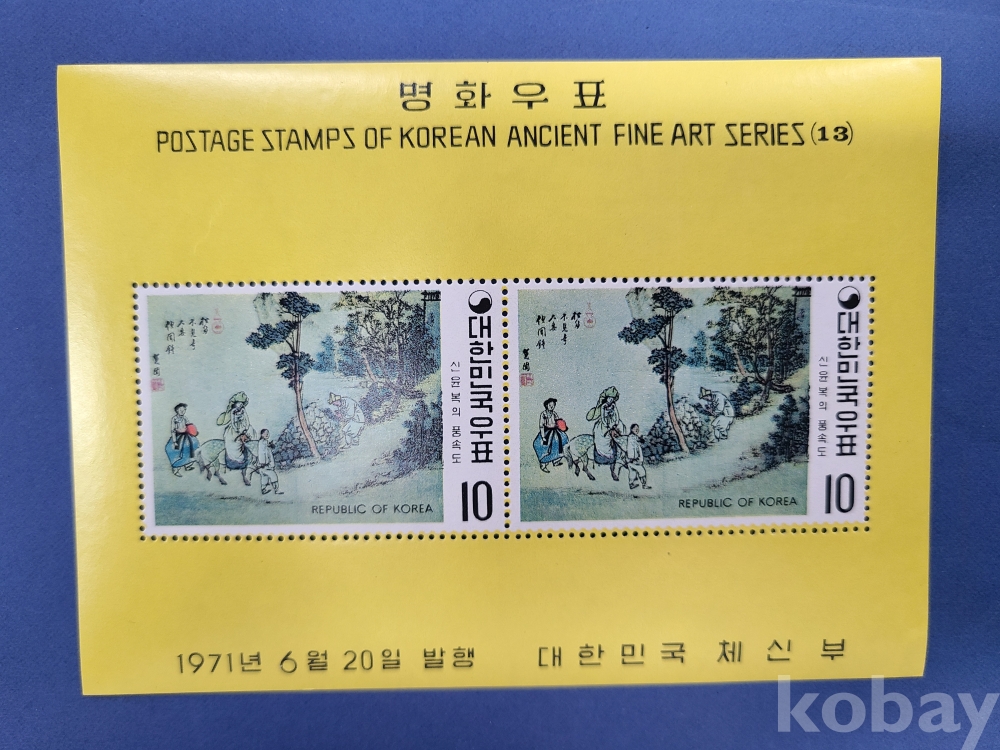 명화우표
POSTAGE STAMPS OF KOREAN ANCIENT FINE ART SERIES (13)
대한민국우표
신윤복의 풍속도
10
REPUBLIC OF KOREA
대한민국우표
신윤복의 풍속도
10
REPUBLIC OF KOREA
1971년 6월 20일 발행 대한민국 체신부
kobay